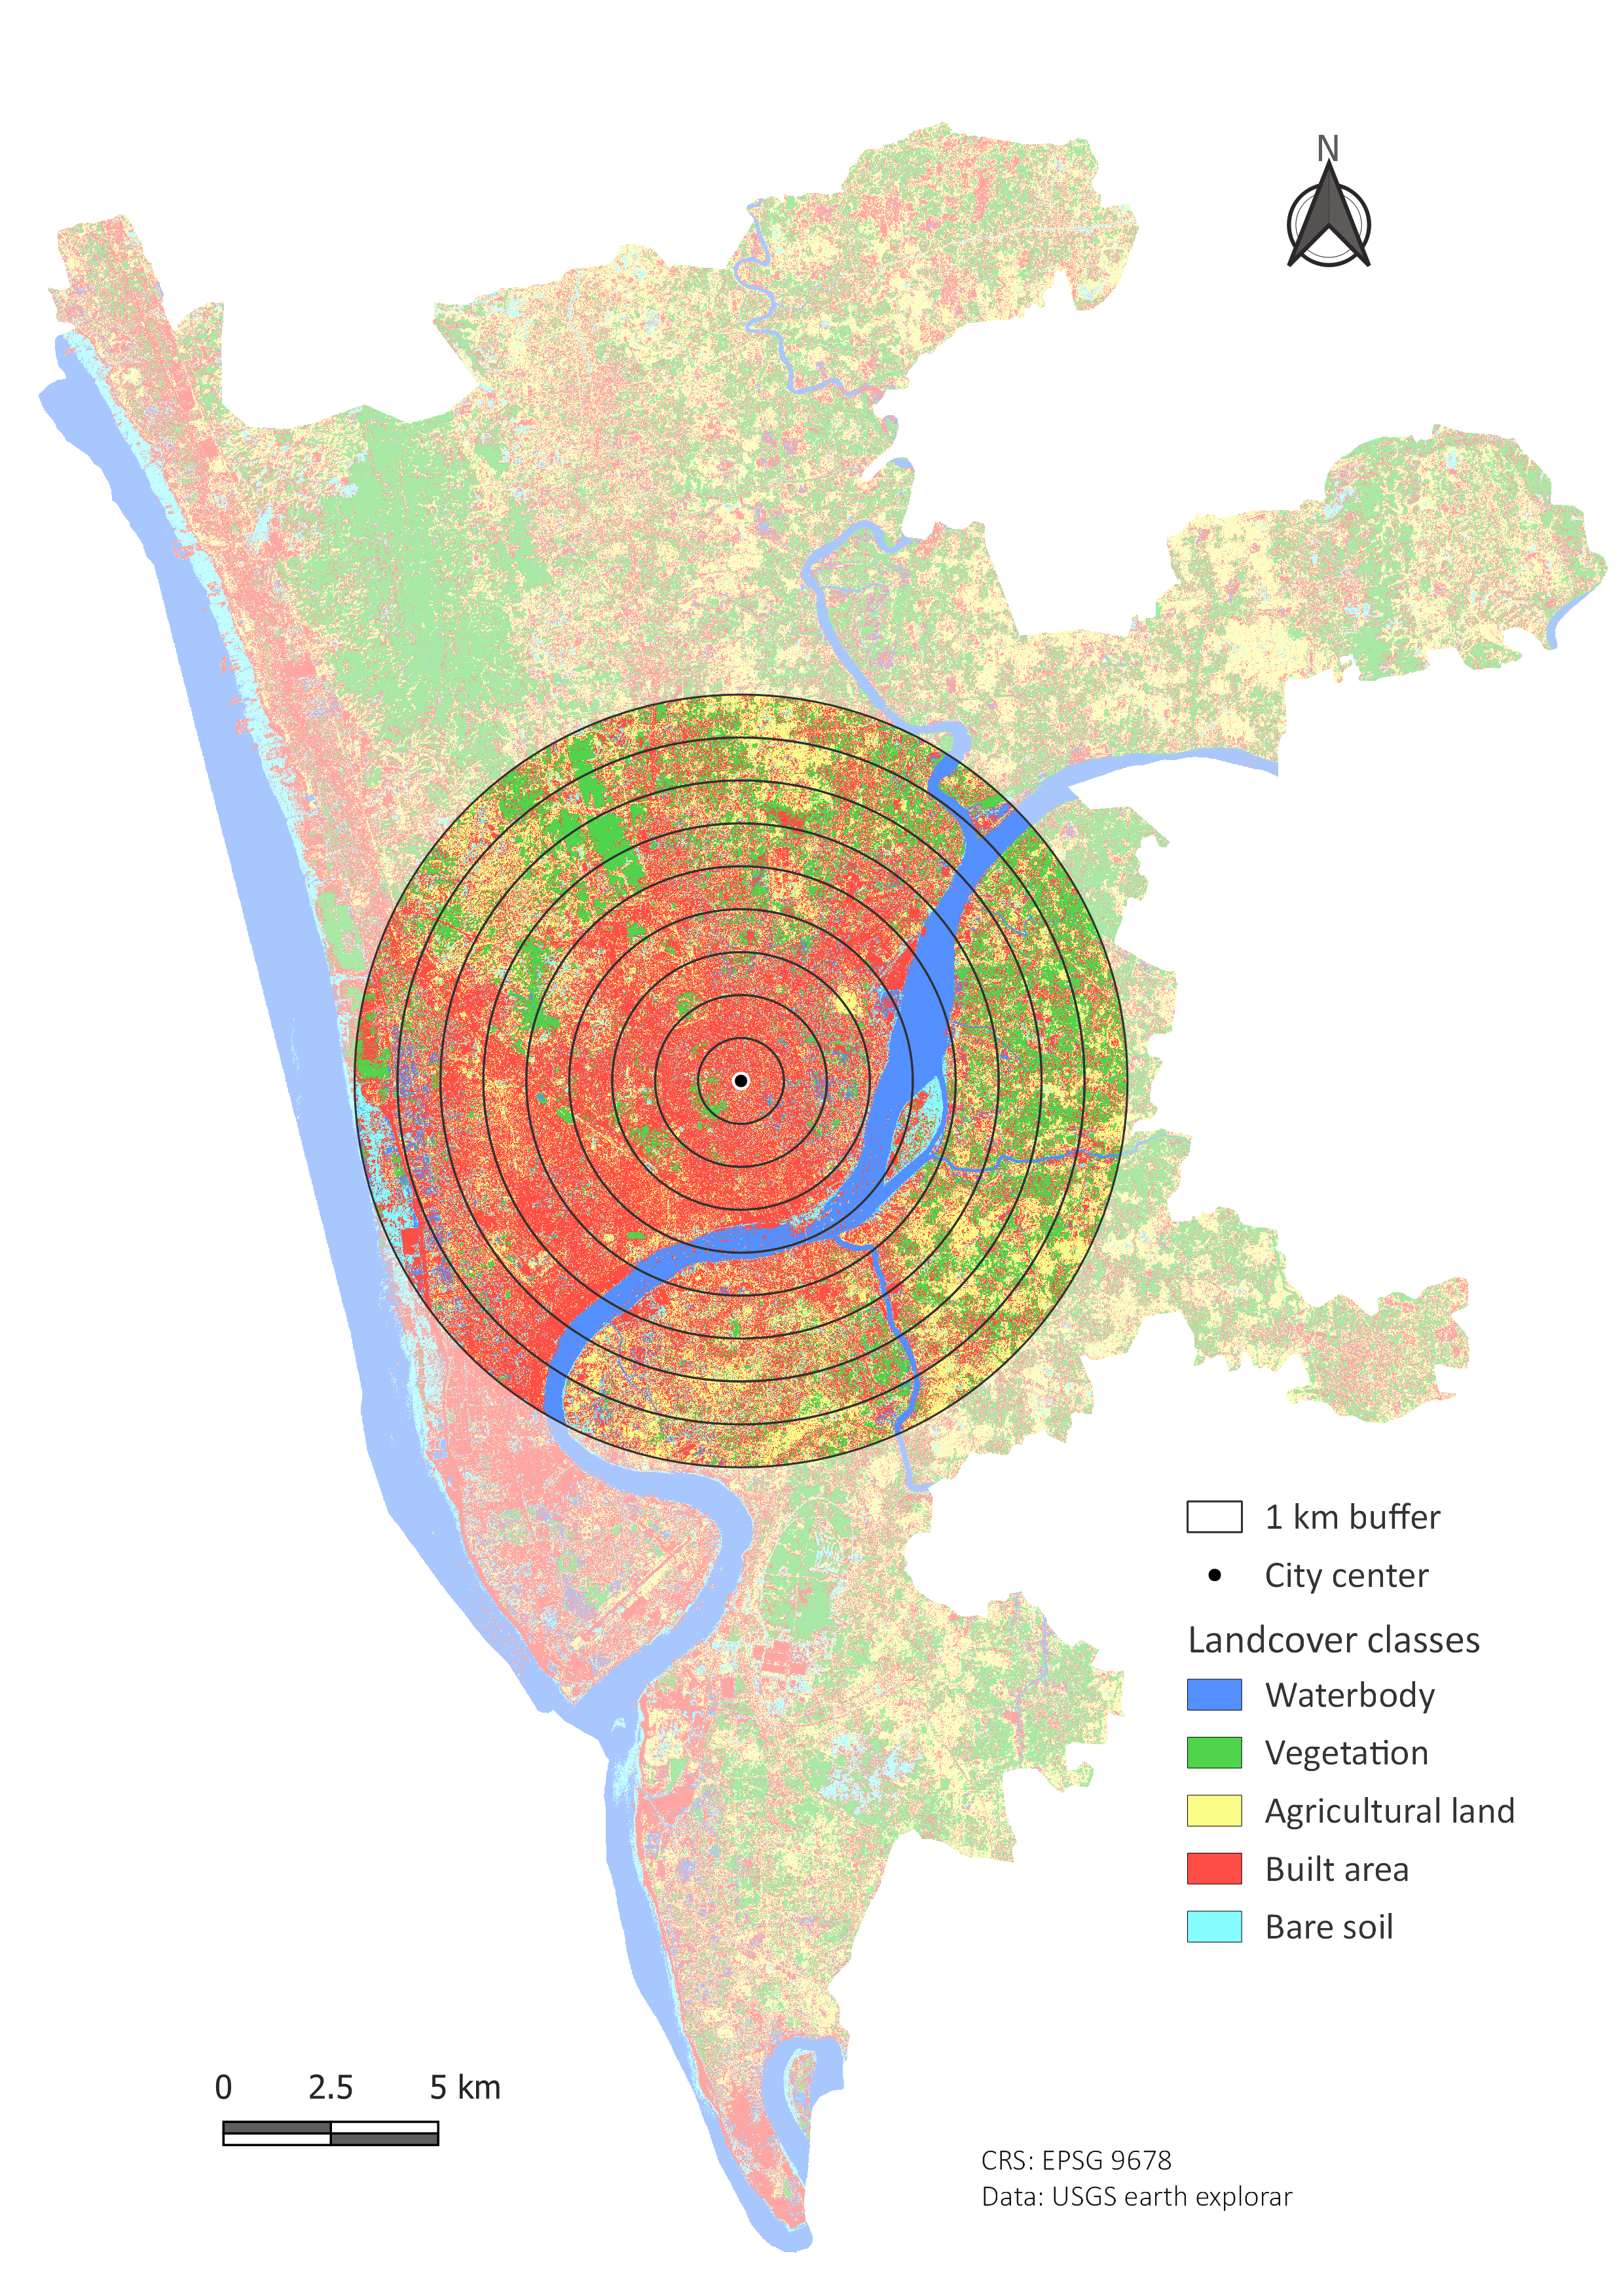 N
1 km buffer
City center
Landcover classes
Waterbody
Vegetation
Agricultural land
Built area
Bare soil
0 2.5 5 km
CRS: EPSG 9678
Data: USGS earth explorar